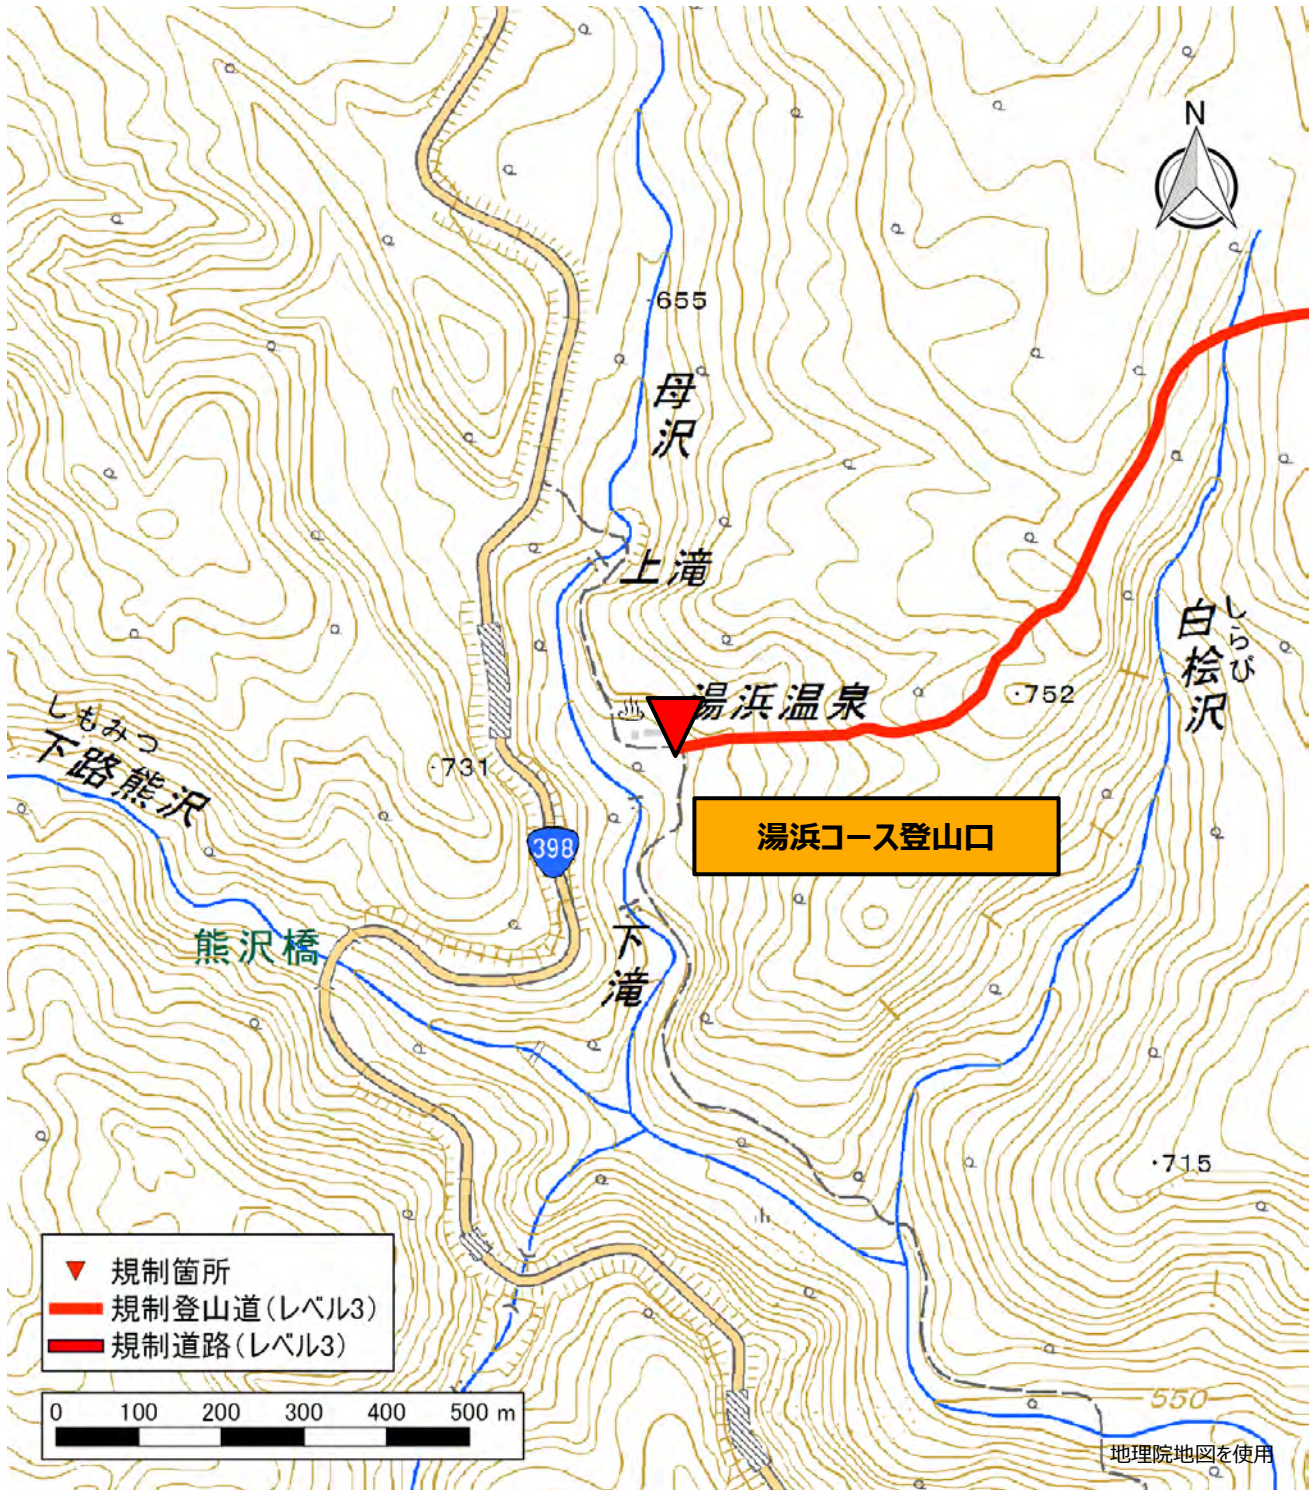 N
655
母沢
上滝
しらび
白桧沢
湯浜温泉
752
しもみつ
下路熊沢
731
湯浜コース登山口
398
熊沢橋
下滝
715
規制箇所
規制登山道(レベル3)
規制道路(レベル3)
0 100 200 300 400 500 m
550
地理院地図を使用